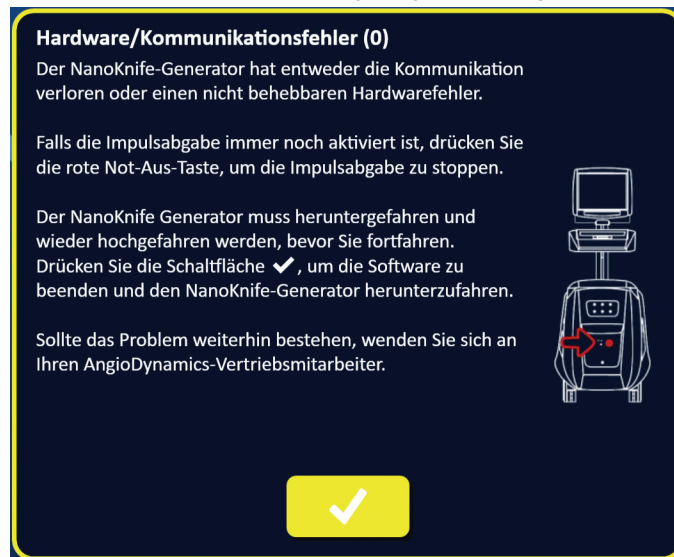 Hardware/Kommunikationsfehler (0)
Der NanoKnife-Generator hat entweder die Kommunikation
verloren oder einen nicht behebbaren Hardwarefehler.
Falls die Impulsabgabe immer noch aktiviert ist, drücken Sie
die rote Not-Aus-Taste, um die Impulsabgabe zu stoppen.
Der NanoKnife Generator muss heruntergefahren und
wieder hochgefahren werden, bevor Sie fortfahren.
Drücken Sie die Schaltfläche ✔, um die Software zu
beenden und den NanoKnife-Generator herunterzufahren.
Sollte das Problem weiterhin bestehen, wenden Sie sich an
Ihren AngioDynamics-Vertriebsmitarbeiter.